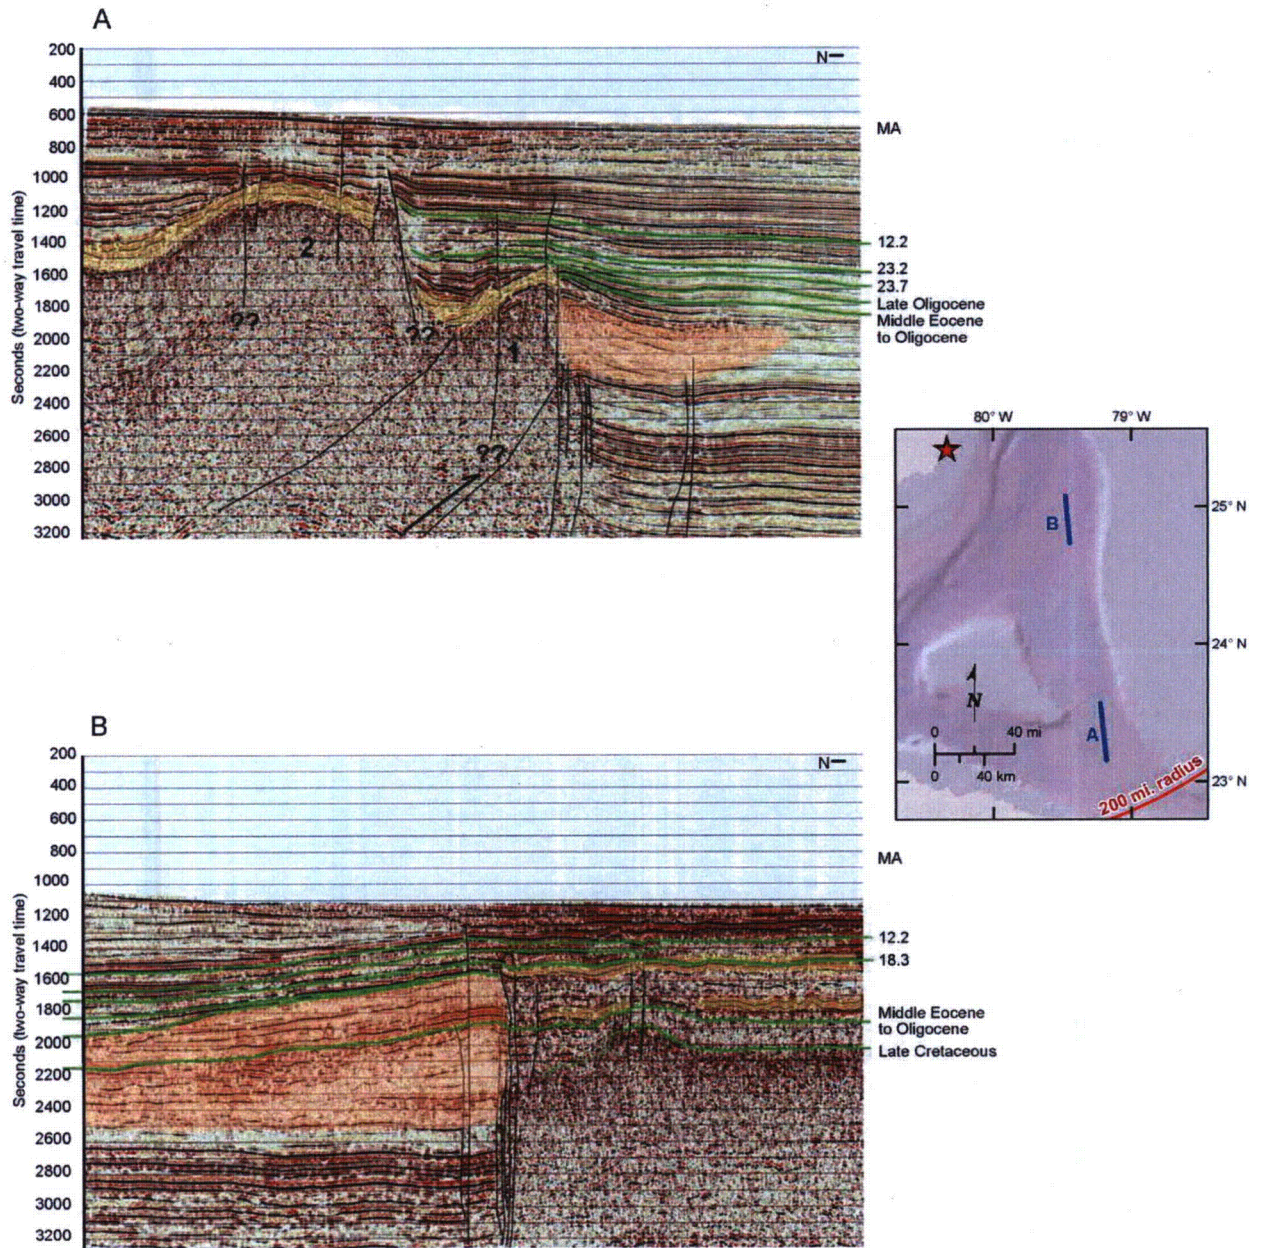 A
N
200
400
600
800
1000
1200
1400
1600
1800
2000
2200
2400
2600
2800
3000
3200
Seconds (two-way travel time)
2
??
??
1
??
MA
12.2
23.2
23.7
Late Oligocene
Middle Eocene
to Oligocene
80° W
79° W
25° N
24° N
23° N
B
A
N
0
40 mi
0
40 km
200 mi. radius
B
N
200
400
600
800
1000
1200
1400
1600
1800
2000
2200
2400
2600
2800
3000
3200
Seconds (two-way travel time)
MA
12.2
18.3
Middle Eocene
to Oligocene
Late Cretaceous